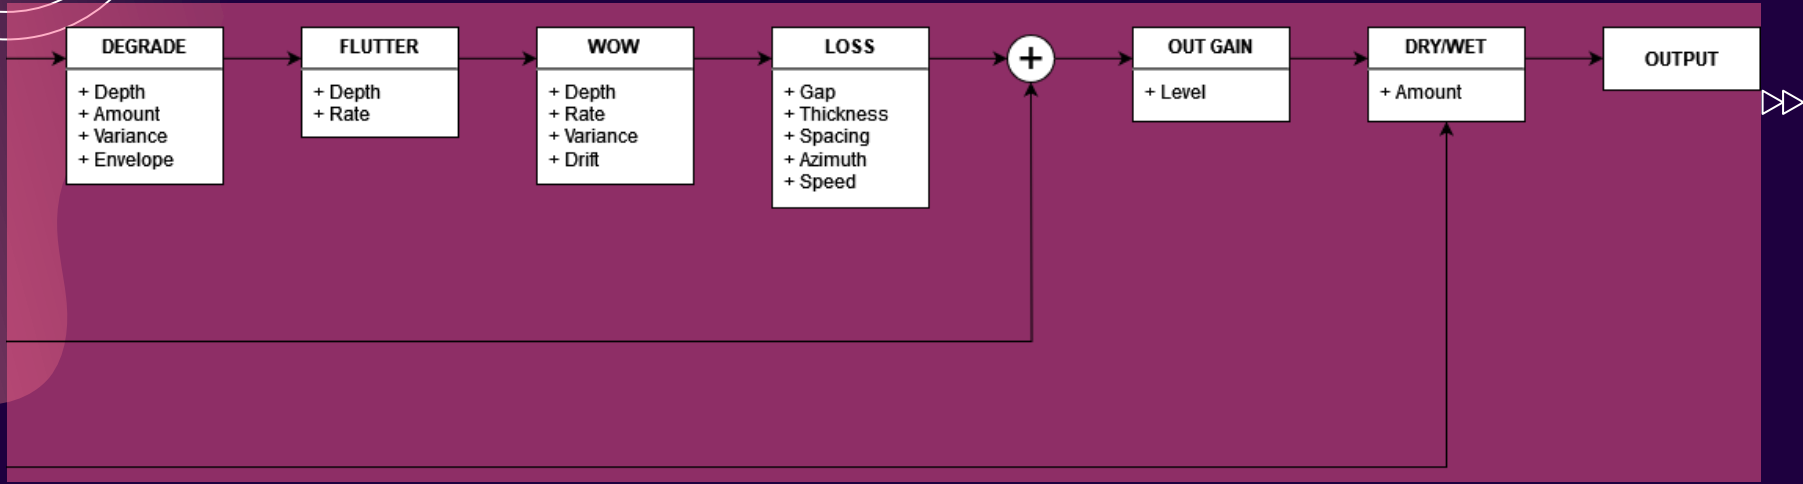 DEGRADE
+ Depth
+ Amount
+ Variance
+ Envelope
FLUTTER
+ Depth
+ Rate
WOW
+ Depth
+ Rate
+ Variance
+ Drift
LOSS
+ Gap
+ Thickness
+ Spacing
+ Azimuth
+ Speed
+
OUT GAIN
+ Level
DRY/WET
+ Amount
OUTPUT